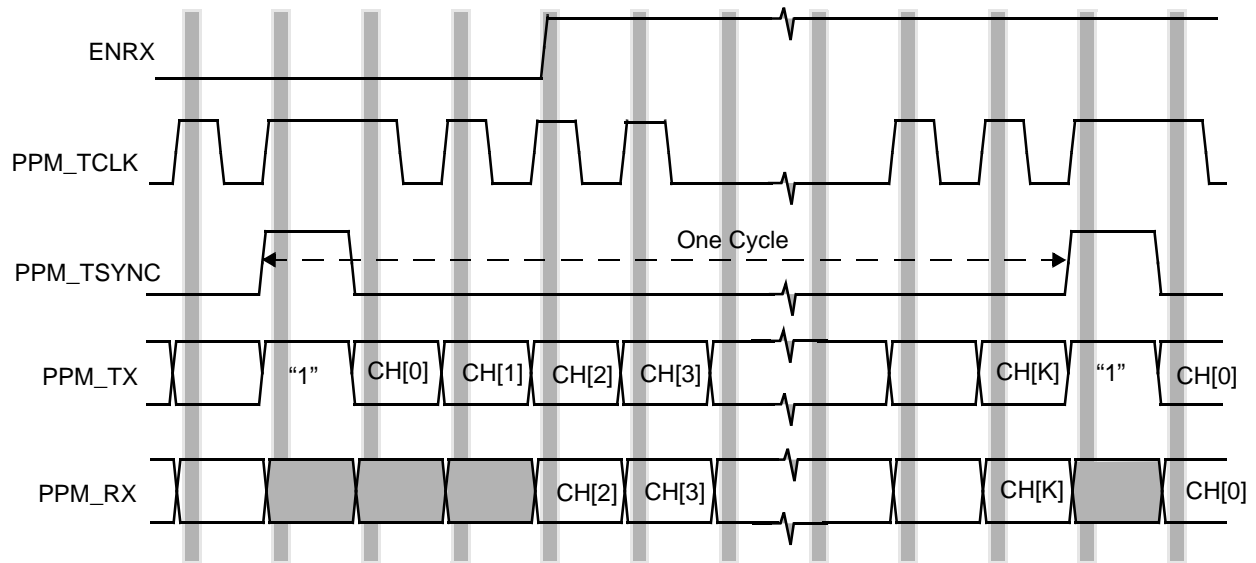 ENRX
PPM_TCLK
One Cycle
PPM_TSYNC
PPM_TX “1” CH[0] CH[1] CH[2] CH[3] CH[K] “1” CH[0]
PPM_RX CH[2] CH[3] CH[K] CH[0]